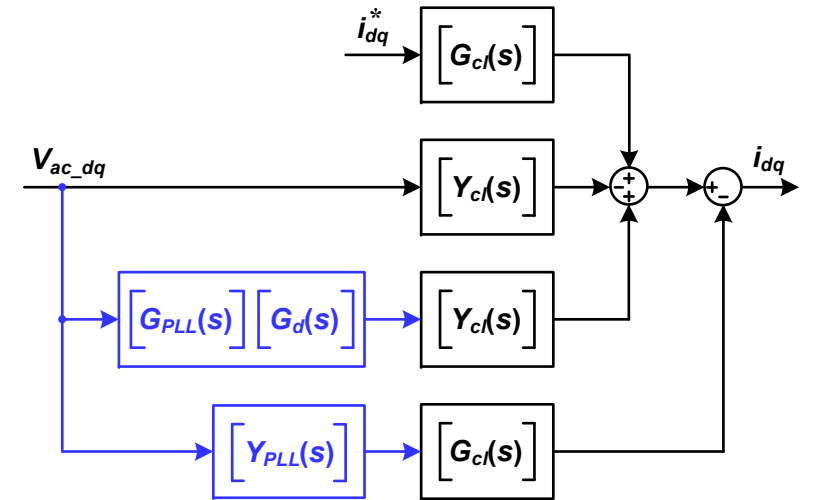 i*dq
[Gcl(s)]
Vac_dq
[Ycl(s)]
− + +
+ −
idq
[GPLL(s)] [Gd(s)]
[Ycl(s)]
[YPLL(s)]
[Gcl(s)]